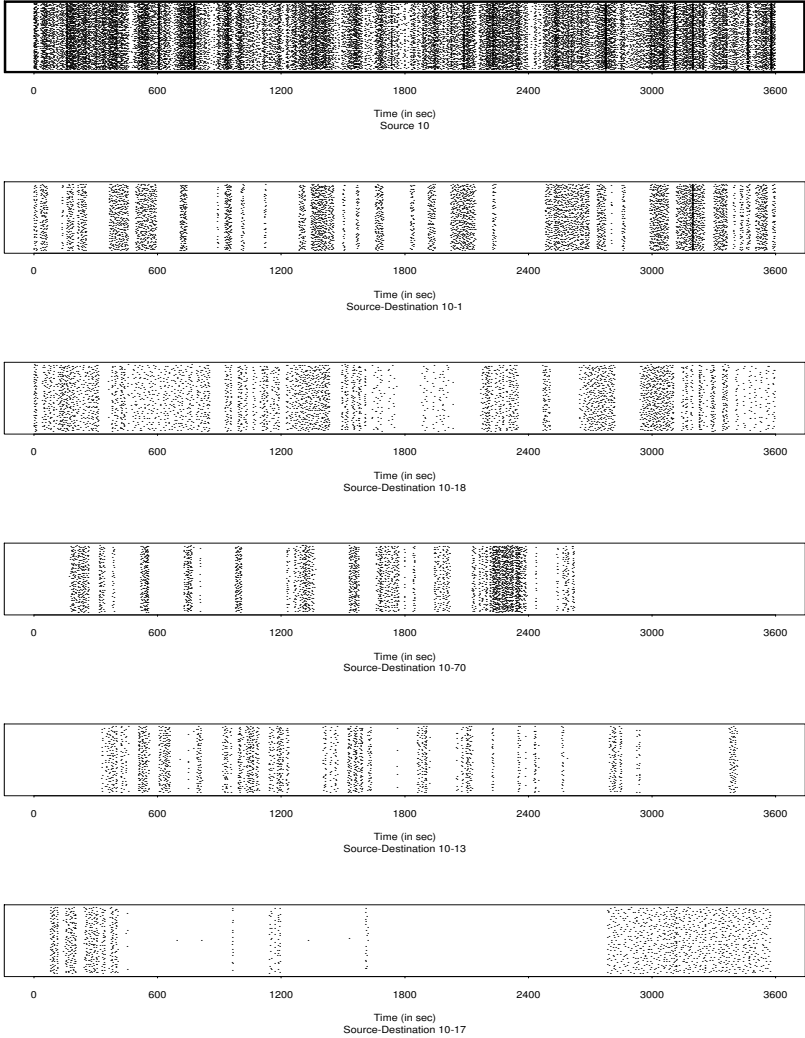 0 600 1200 1800 2400 3000 3600
Time (in sec)
Source 10
0 600 1200 1800 2400 3000 3600
Time (in sec)
Source-Destination 10-1
0 600 1200 1800 2400 3000 3600
Time (in sec)
Source-Destination 10-18
0 600 1200 1800 2400 3000 3600
Time (in sec)
Source-Destination 10-70
0 600 1200 1800 2400 3000 3600
Time (in sec)
Source-Destination 10-13
0 600 1200 1800 2400 3000 3600
Time (in sec)
Source-Destination 10-17